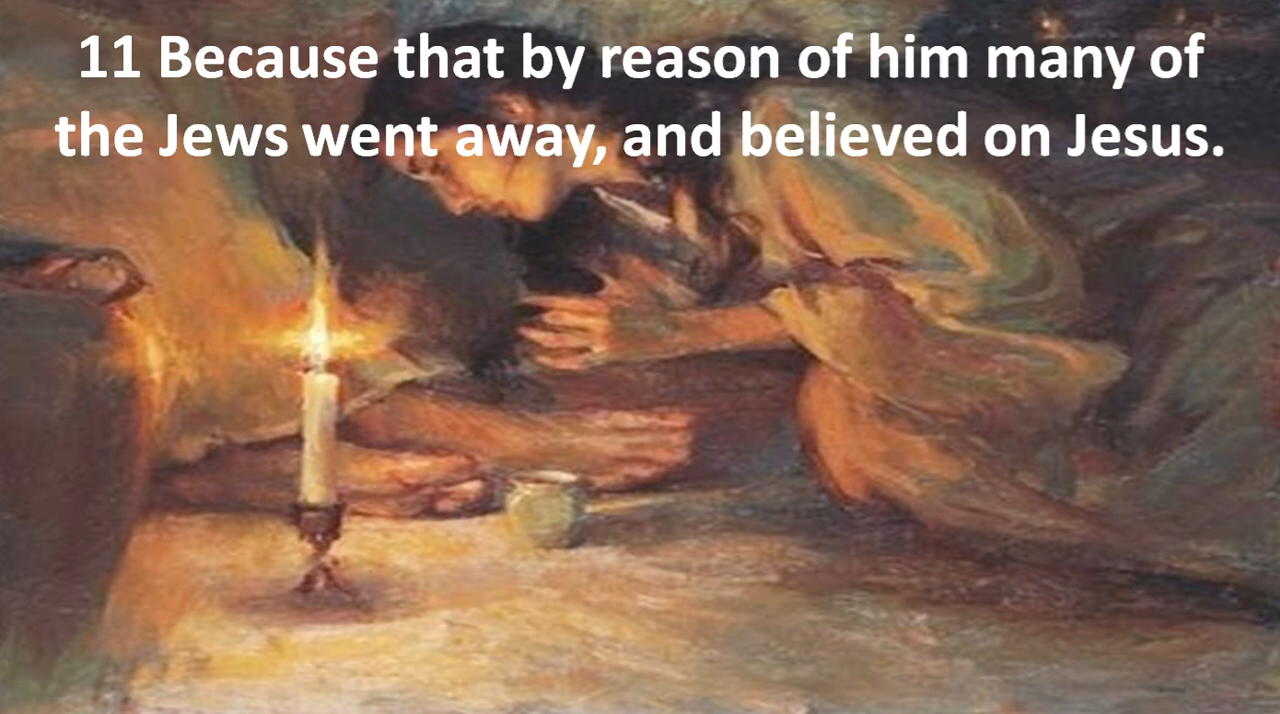 11 Because that by reason of him many of
the Jews went away, and believed on Jesus.